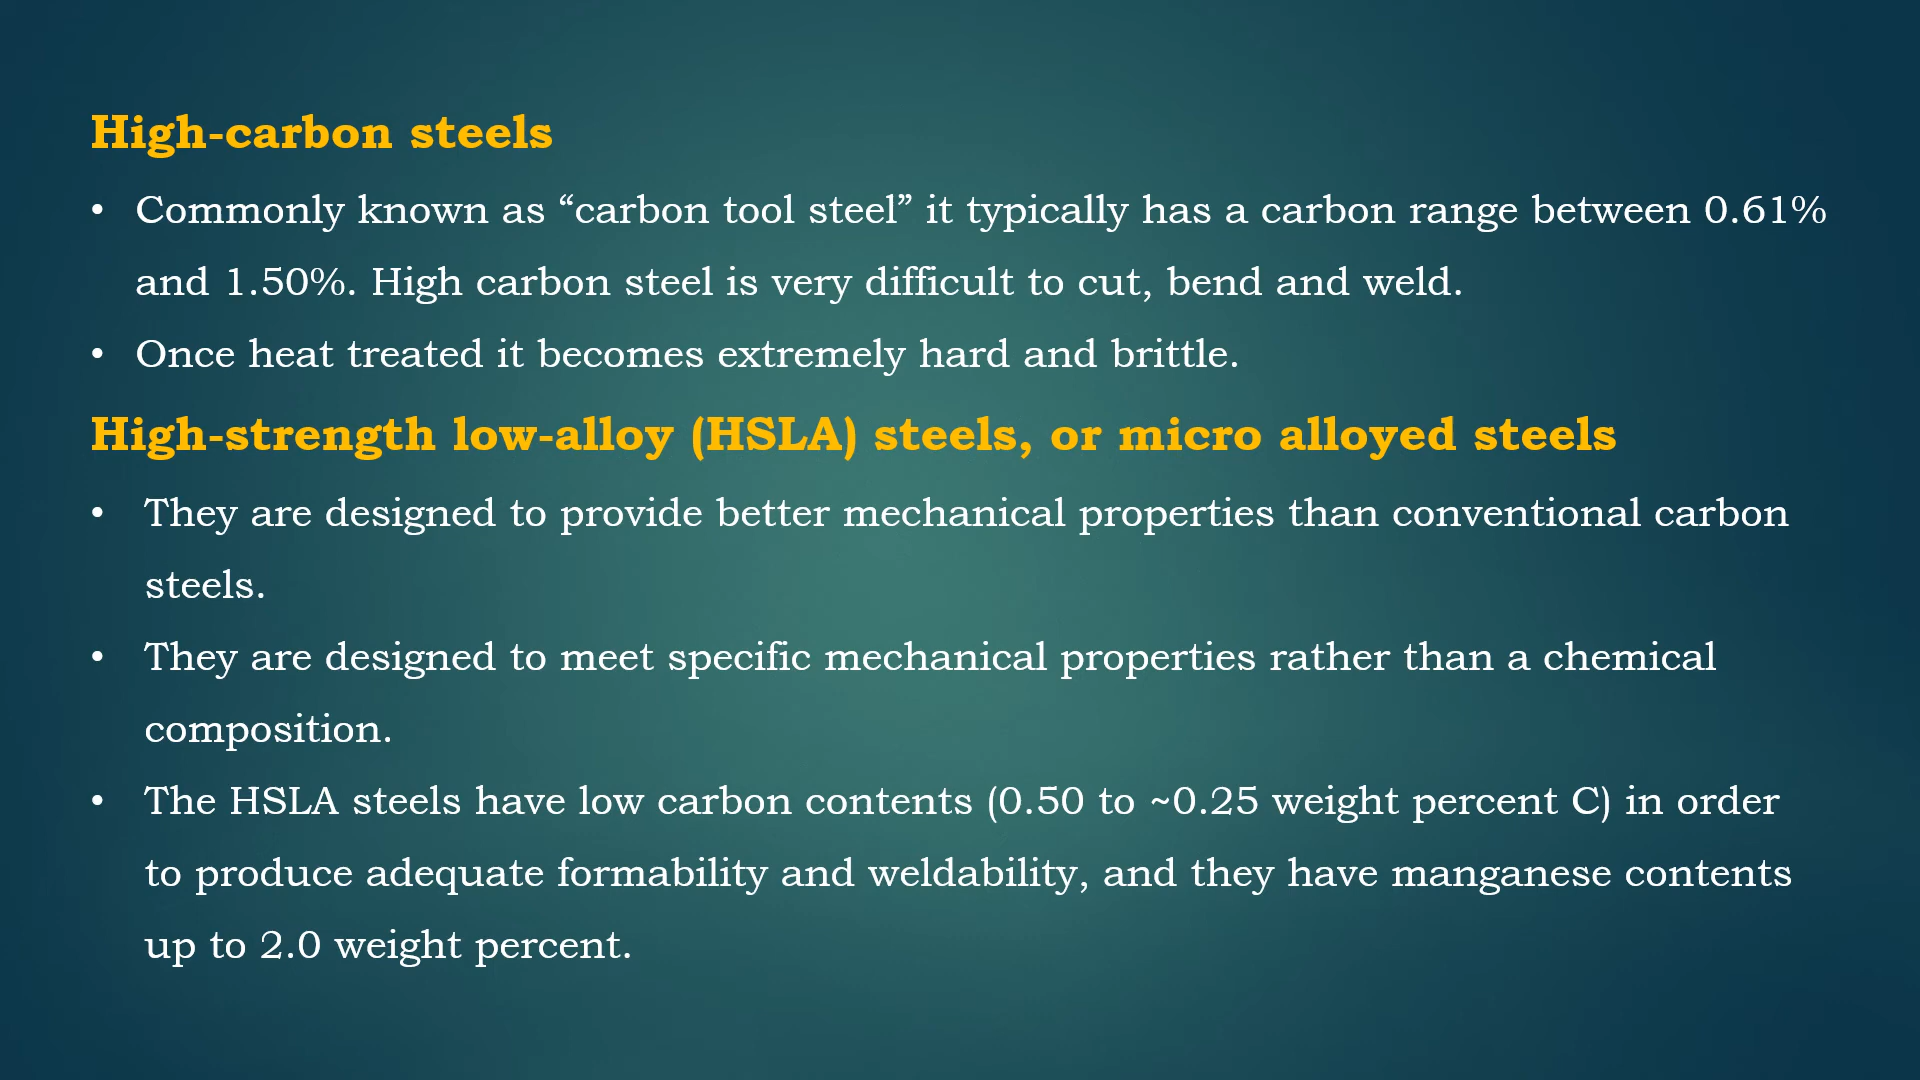 High-carbon steels
• Commonly known as “carbon tool steel” it typically has a carbon range between 0.61%
and 1.50%. High carbon steel is very difficult to cut, bend and weld.
• Once heat treated it becomes extremely hard and brittle.
High-strength low-alloy (HSLA) steels, or micro alloyed steels
• They are designed to provide better mechanical properties than conventional carbon
steels.
• They are designed to meet specific mechanical properties rather than a chemical
composition.
• The HSLA steels have low carbon contents (0.50 to ~0.25 weight percent C) in order
to produce adequate formability and weldability, and they have manganese contents
up to 2.0 weight percent.